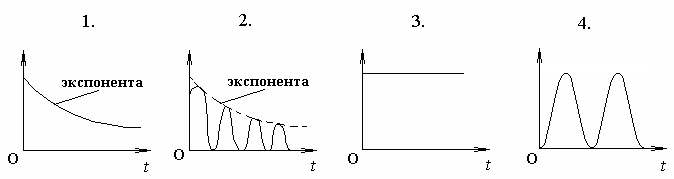 1. 2. 3. 4.
экспонента экспонента
O t O t O t O t